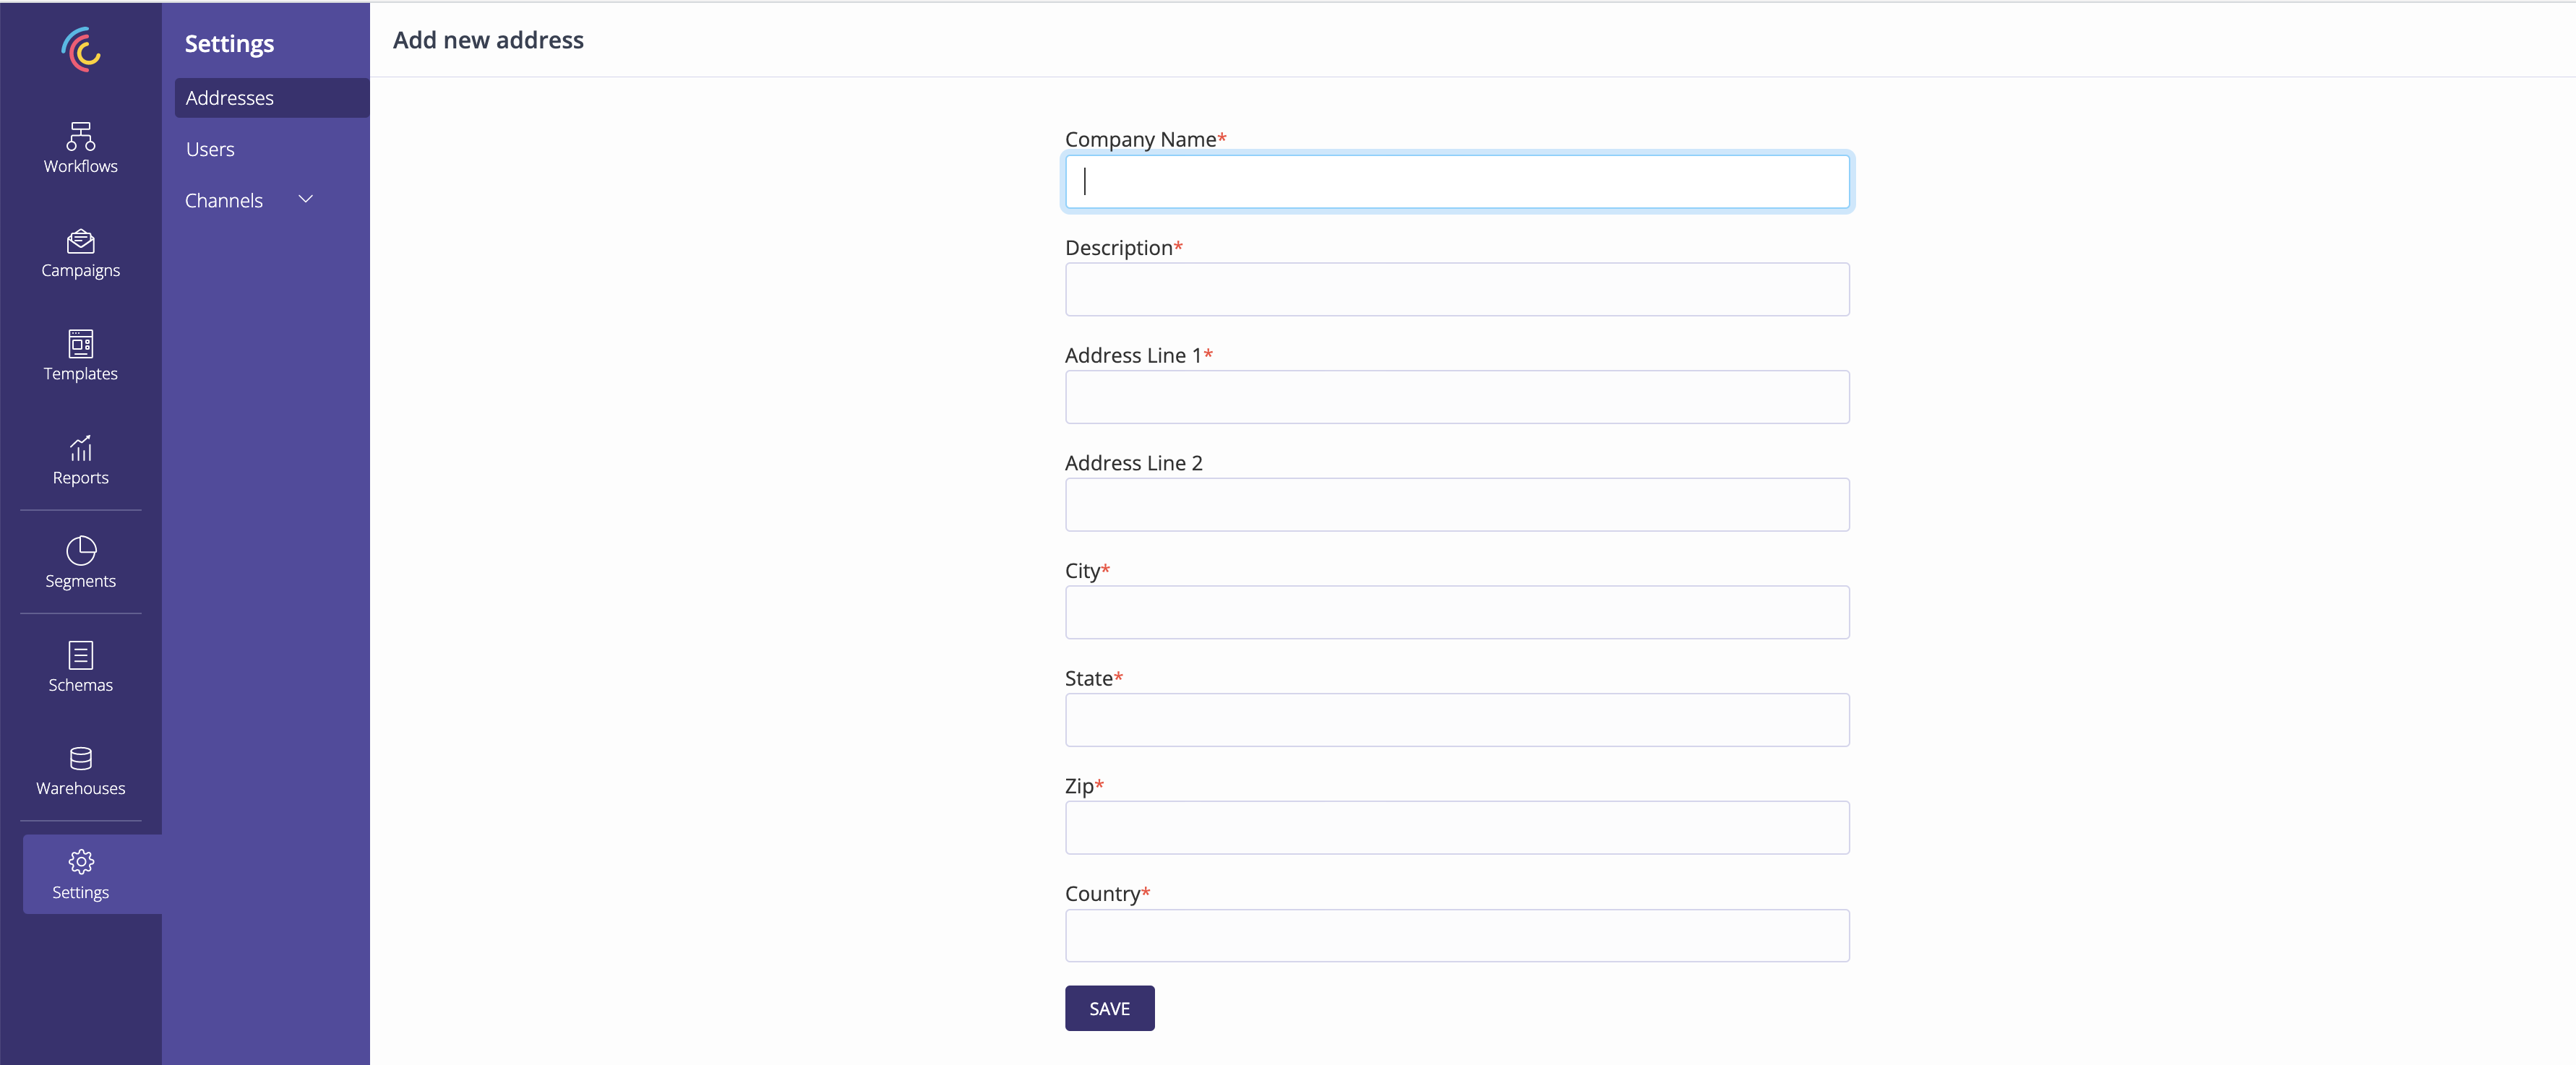 Workflows
Campaigns
Templates
Reports
Segments
Schemas
Warehouses
Settings
Settings
Addresses
Users
Channels
Add new address
Company Name*
Description*
Address Line 1*
Address Line 2
City*
State*
Zip*
Country*
SAVE